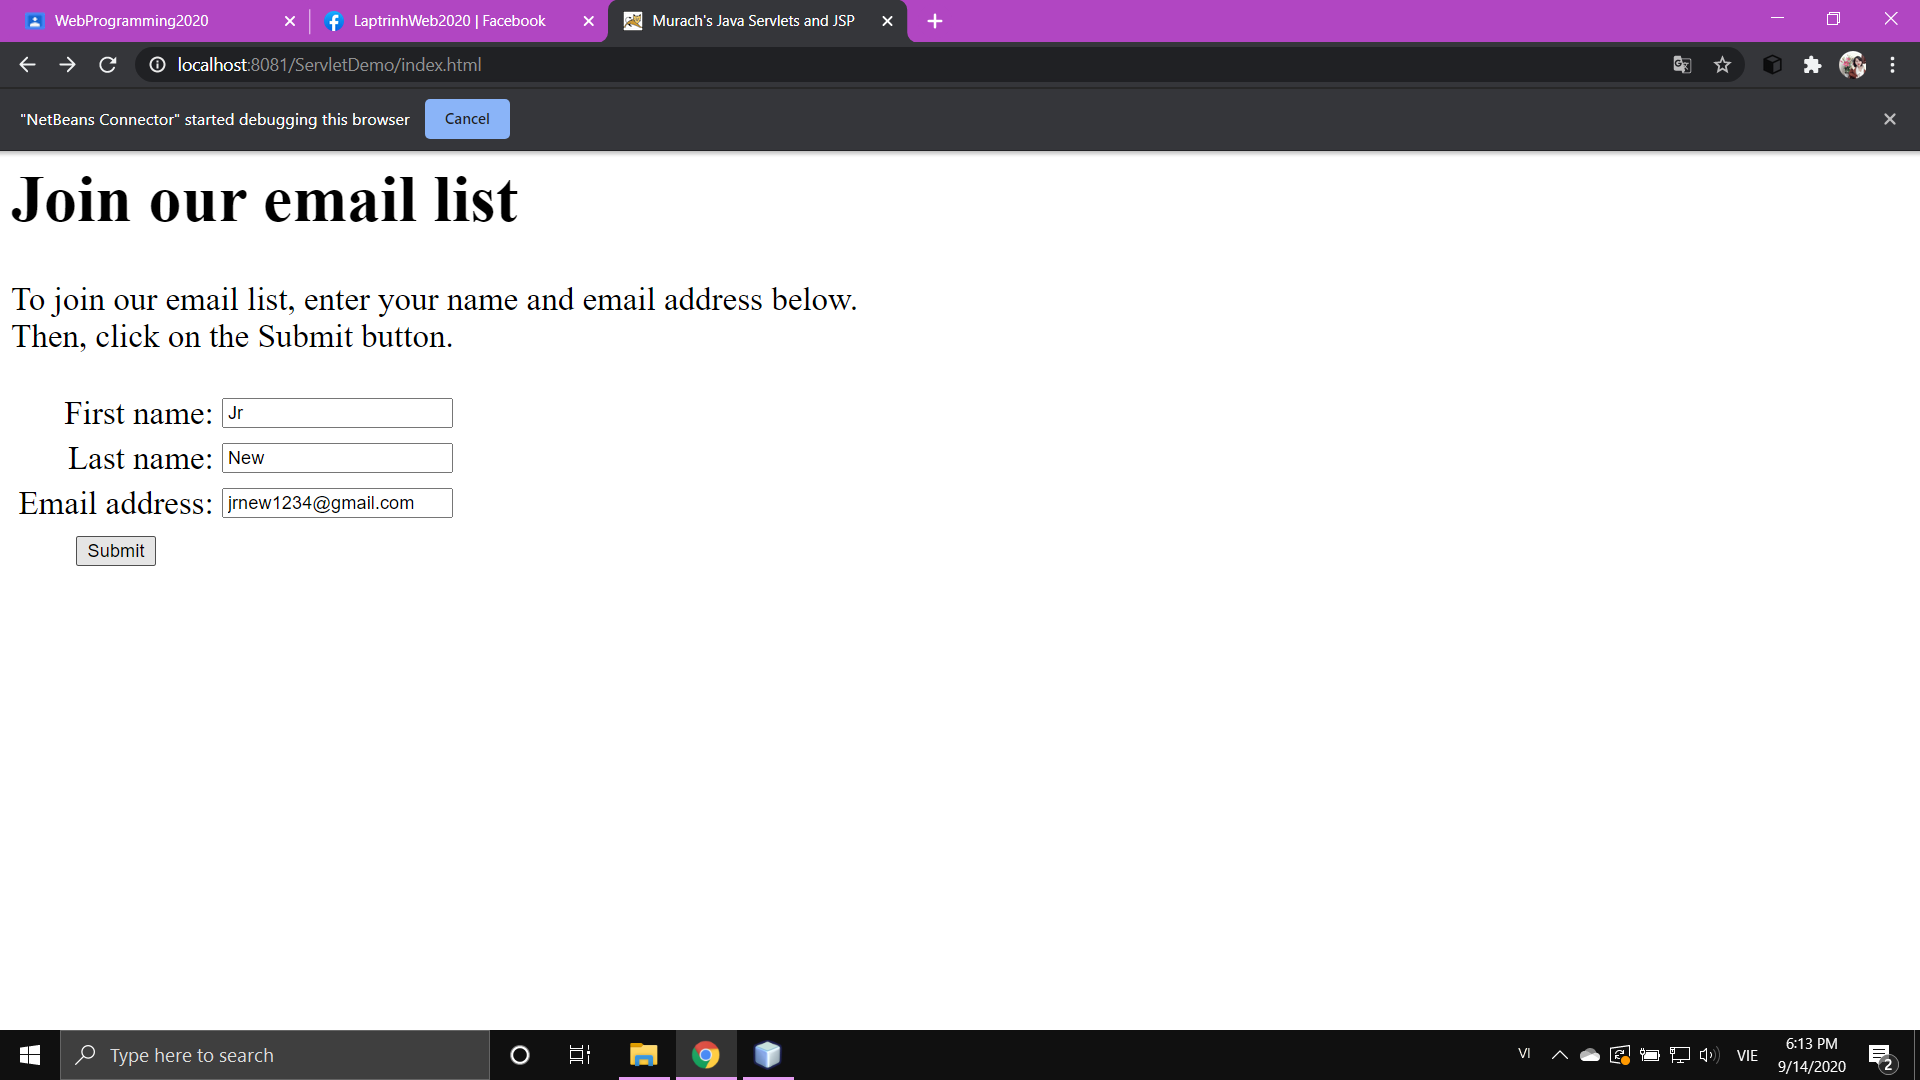 WebProgramming2020
LaptrinhWeb2020 | Facebook
Murach's Java Servlets and JSP
localhost:8081/ServletDemo/index.html
"NetBeans Connector" started debugging this browser
Cancel
Join our email list
To join our email list, enter your name and email address below.
Then, click on the Submit button.
First name: Jr
Last name: New
Email address: jrnew1234@gmail.com
Submit
Type here to search
VI
VIE
6:13 PM
9/14/2020
2